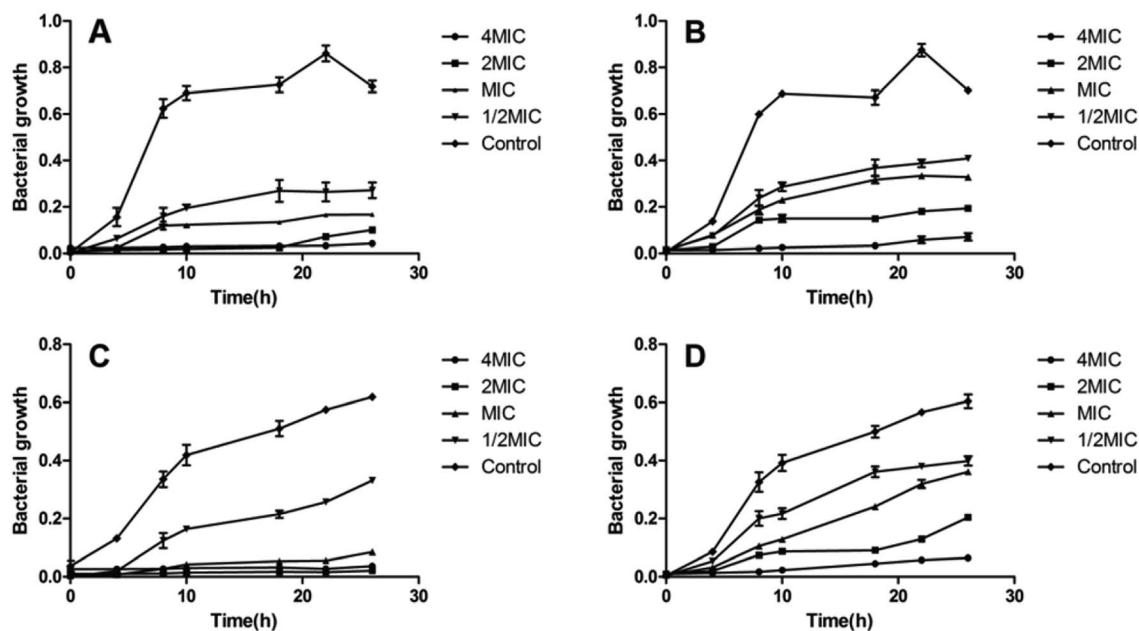 A
Bacterial growth
1.0
0.8
0.6
0.4
0.2
0.0
0
10
20
30
Time(h)
4MIC
2MIC
MIC
1/2MIC
Control
B
Bacterial growth
1.0
0.8
0.6
0.4
0.2
0.0
0
10
20
30
Time(h)
4MIC
2MIC
MIC
1/2MIC
Control
C
Bacterial growth
0.8
0.6
0.4
0.2
0.0
0
10
20
30
Time(h)
4MIC
2MIC
MIC
1/2MIC
Control
D
Bacterial growth
0.8
0.6
0.4
0.2
0.0
0
10
20
30
Time(h)
4MIC
2MIC
MIC
1/2MIC
Control